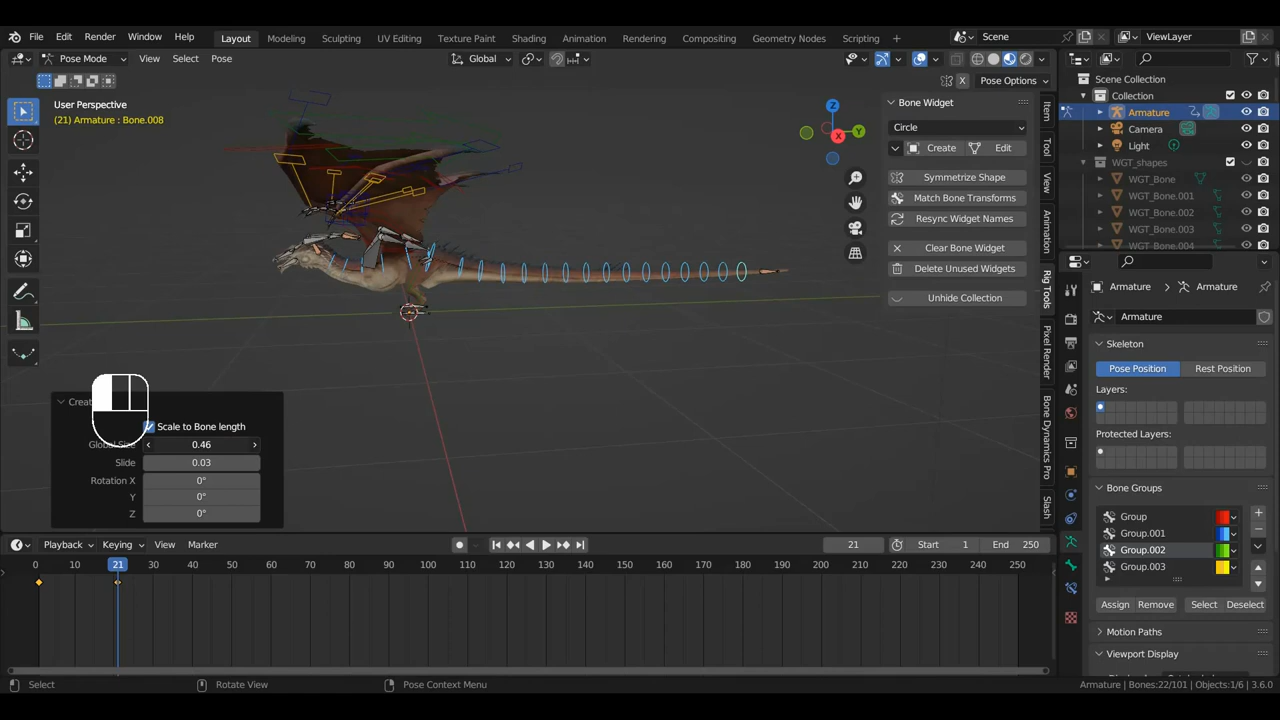 File Edit Render Window Help Layout Modeling Sculpting UV Editing Texture Paint Shading Animation Rendering Compositing Geometry Nodes Scripting + Scene ViewLayer
Pose Mode View Select Pose Global
X Pose Options
User Perspective
(21) Armature : Bone.008
Z
Y
X
Bone Widget
Circle
Create Edit
Symmetrize Shape
Match Bone Transforms
Resync Widget Names
Clear Bone Widget
Delete Unused Widgets
Unhide Collection
Item
Tool
View
Animation
Rig Tools
Pixel Render
Bone Dynamics Pro
Slash
Scene Collection
Collection
Armature
Camera
Light
WGT_shapes
WGT_Bone
WGT_Bone.001
WGT_Bone.002
WGT_Bone.003
WGT_Bone.004
Armature Armature
Armature
Skeleton
Pose Position Rest Position
Layers:
Protected Layers:
Bone Groups
Group
Group.001
Group.002
Group.003
Assign Remove Select Deselect
Motion Paths
Viewport Display
Scale to Bone length
Global Size 0.46
Slide 0.03
Rotation X 0°
Y 0°
Z 0°
Playback Keying View Marker 21 Start 1 End 250
0 21 30 40 50 60 70 80 90 100 110 120 130 140 150 160 170 180 190 200 210 220 230 240 250
Select Rotate View Pose Context Menu Armature | Bones:22/101 | Objects:1/6 | 3.6.0